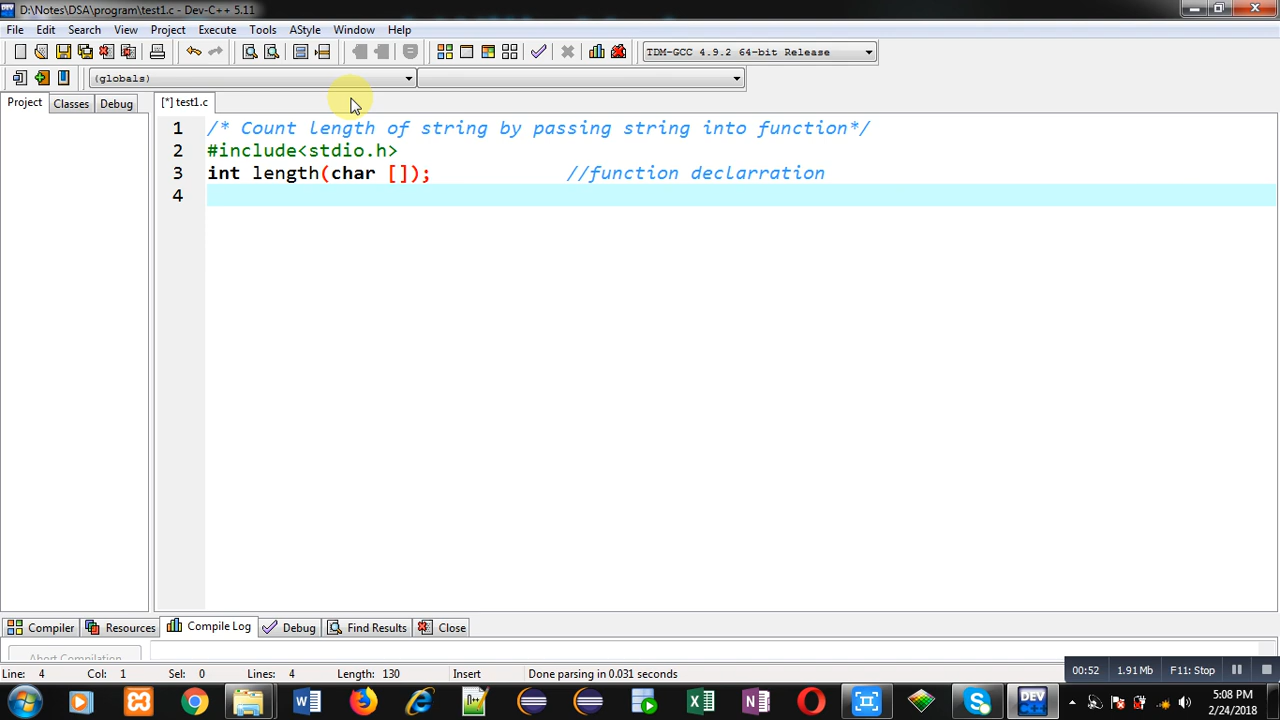 D:\Notes\DSA\program\test1.c - Dev-C++ 5.11
File Edit Search View Project Execute Tools AStyle Window Help
TDM-GCC 4.9.2 64-bit Release
(globals)
Project Classes Debug [*] test1.c
1 /* Count length of string by passing string into function*/
2 #include<stdio.h>
3 int length(char []); //function declarration
4
Compiler Resources Compile Log Debug Find Results Close
Abort Compilation
Line: 4 Col: 1 Sel: 0 Lines: 4 Length: 130 Insert Done parsing in 0.031 seconds
00:52 1.91 Mb F11: Stop
5:08 PM
2/24/2018